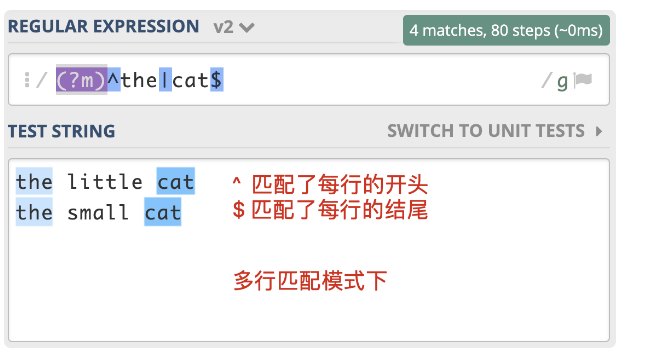 REGULAR EXPRESSION v2
4 matches, 80 steps (~0ms)
/ (?m)^the|cat$ / g
TEST STRING
SWITCH TO UNIT TESTS
the little cat
^ 匹配了每行的开头
the small cat
$ 匹配了每行的结尾
多行匹配模式下